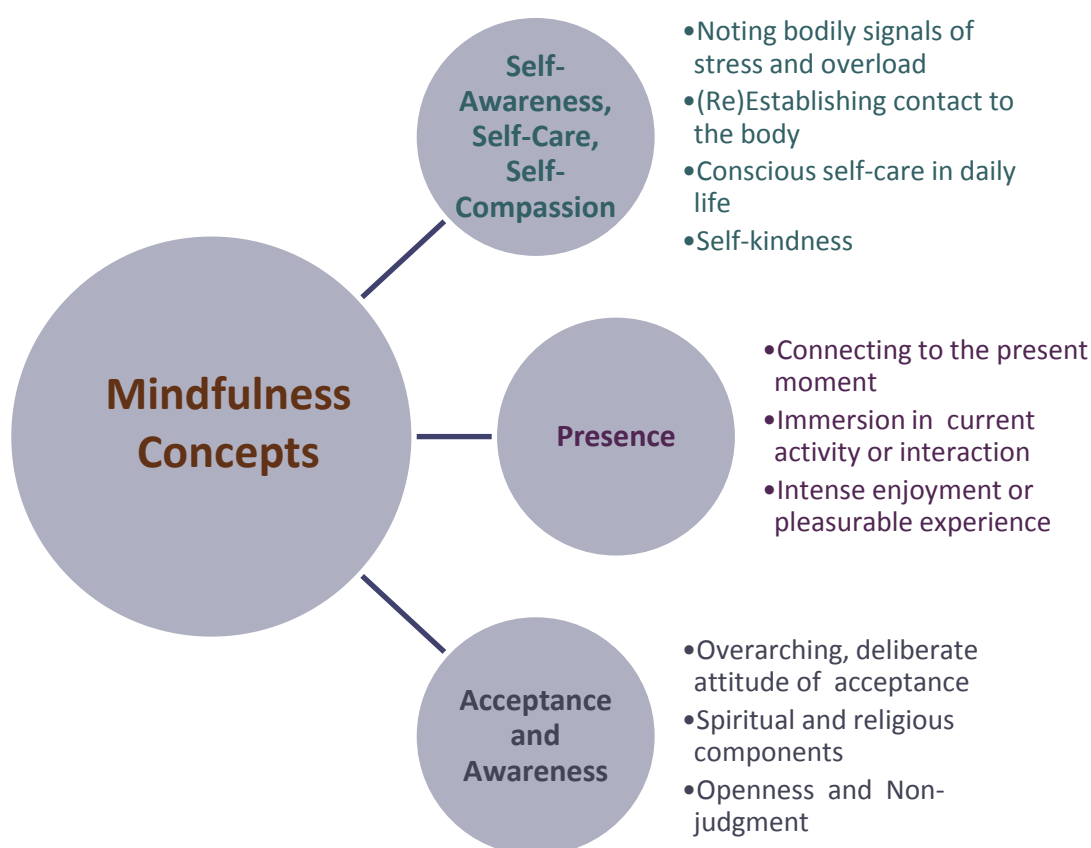 Mindfulness
Concepts
Self-
Awareness,
Self-Care,
Self-
Compassion
•Noting bodily signals of
stress and overload
•(Re)Establishing contact to
the body
•Conscious self-care in daily
life
•Self-kindness
Presence
•Connecting to the present
moment
•Immersion in current
activity or interaction
•Intense enjoyment or
pleasurable experience
Acceptance
and
Awareness
•Overarching, deliberate
attitude of acceptance
•Spiritual and religious
components
•Openness and Non-
judgment